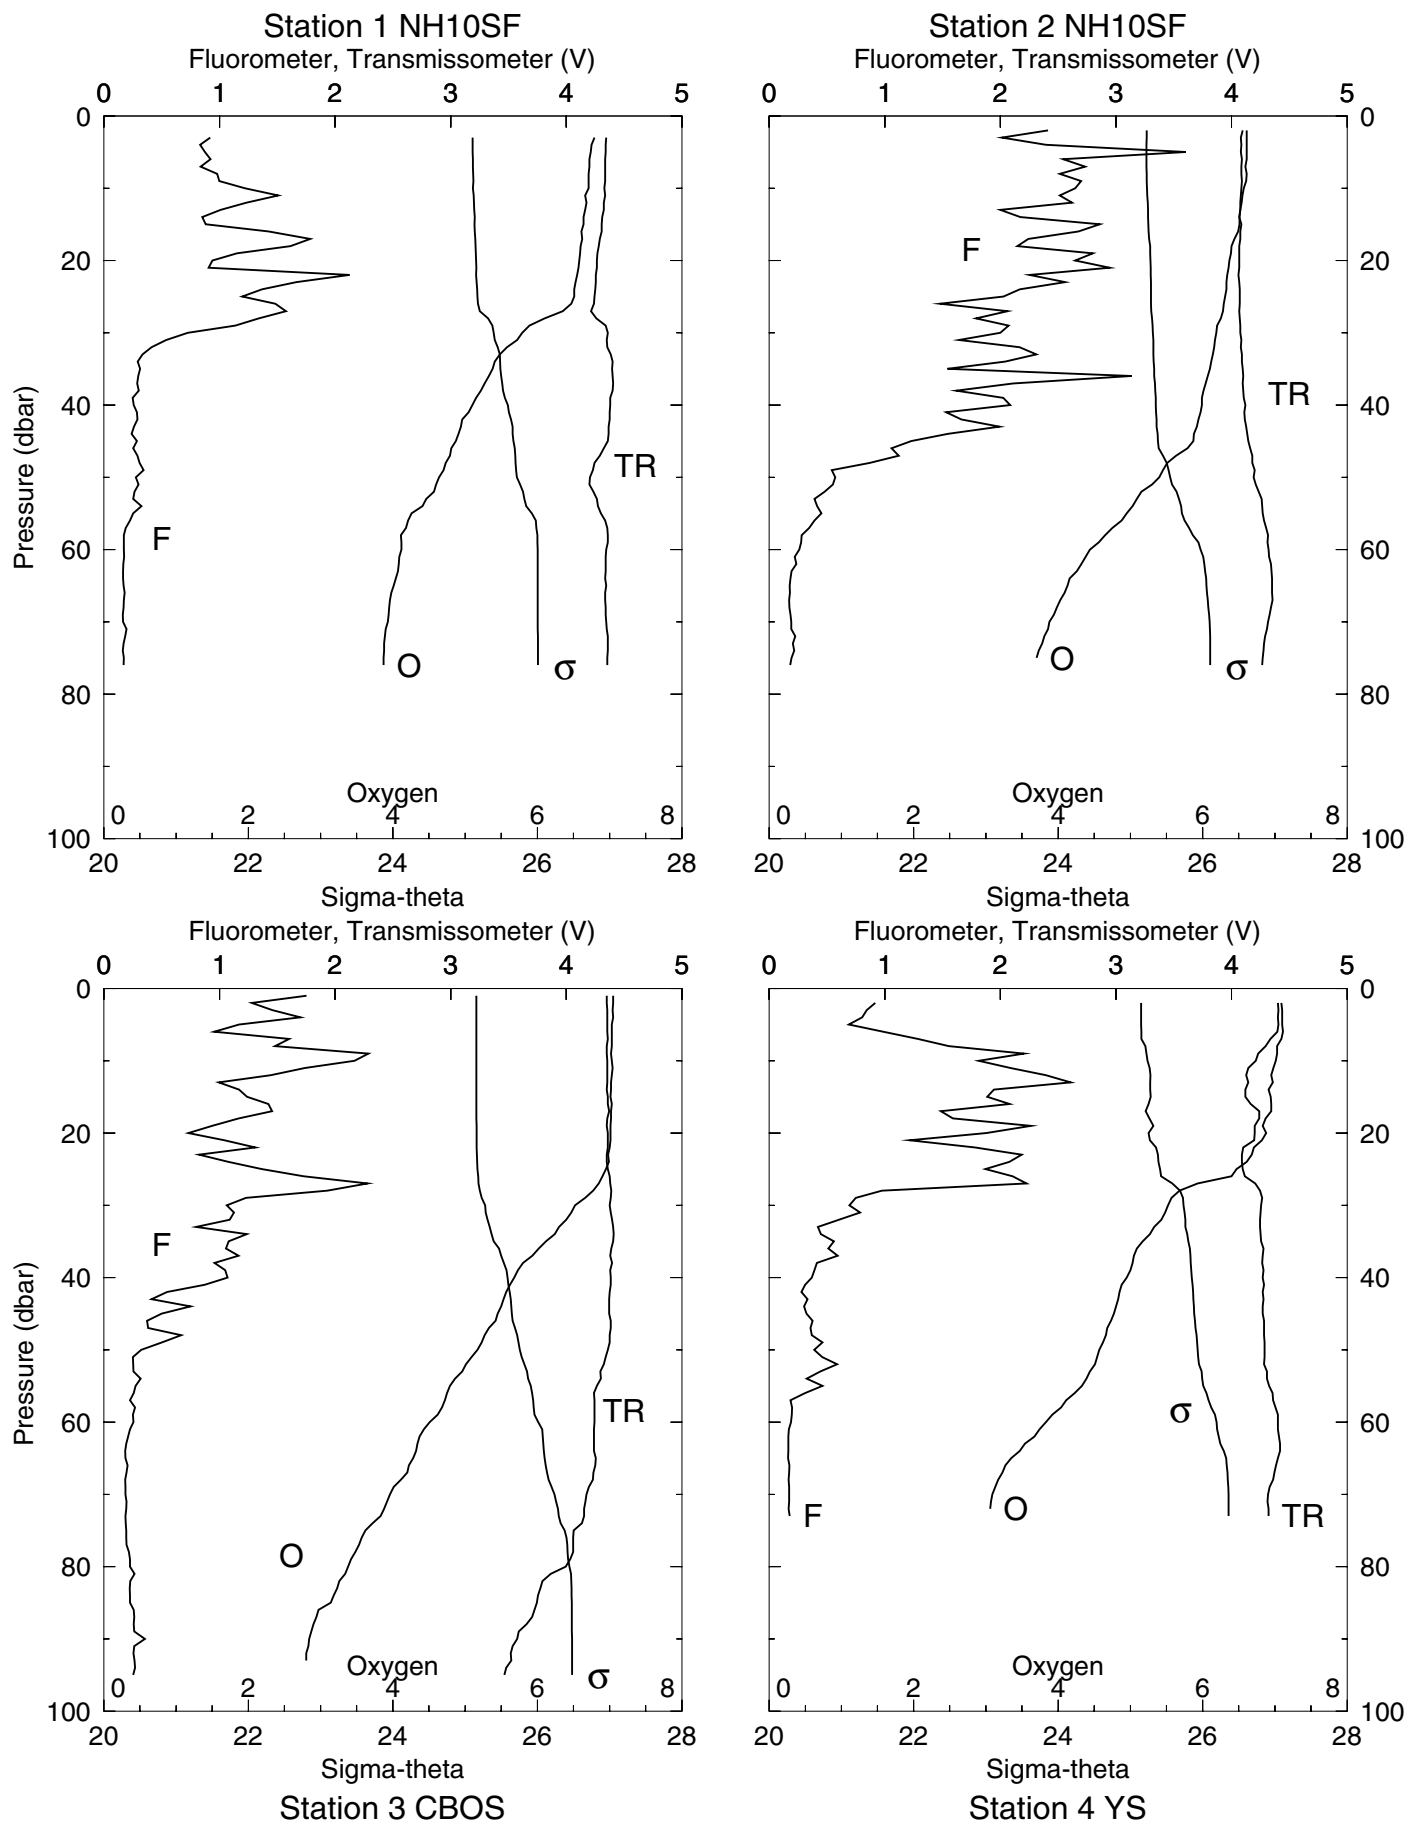 Station 1 NH10SF
Fluorometer, Transmissometer (V)
0 1 2 3 4 5
0
20
40
60
80
100
Pressure (dbar)
F
TR
O
σ
Oxygen
0 2 4 6 8
20 22 24 26 28
Sigma-theta
Station 2 NH10SF
Fluorometer, Transmissometer (V)
0 1 2 3 4 5
0
20
40
60
80
100
F
TR
O
σ
Oxygen
0 2 4 6 8
20 22 24 26 28
Sigma-theta
Fluorometer, Transmissometer (V)
0 1 2 3 4 5
0
20
40
60
80
100
Pressure (dbar)
F
TR
O
σ
Oxygen
0 2 4 6 8
20 22 24 26 28
Sigma-theta
Station 3 CBOS
Fluorometer, Transmissometer (V)
0 1 2 3 4 5
0
20
40
60
80
100
σ
F
O
TR
Oxygen
0 2 4 6 8
20 22 24 26 28
Sigma-theta
Station 4 YS